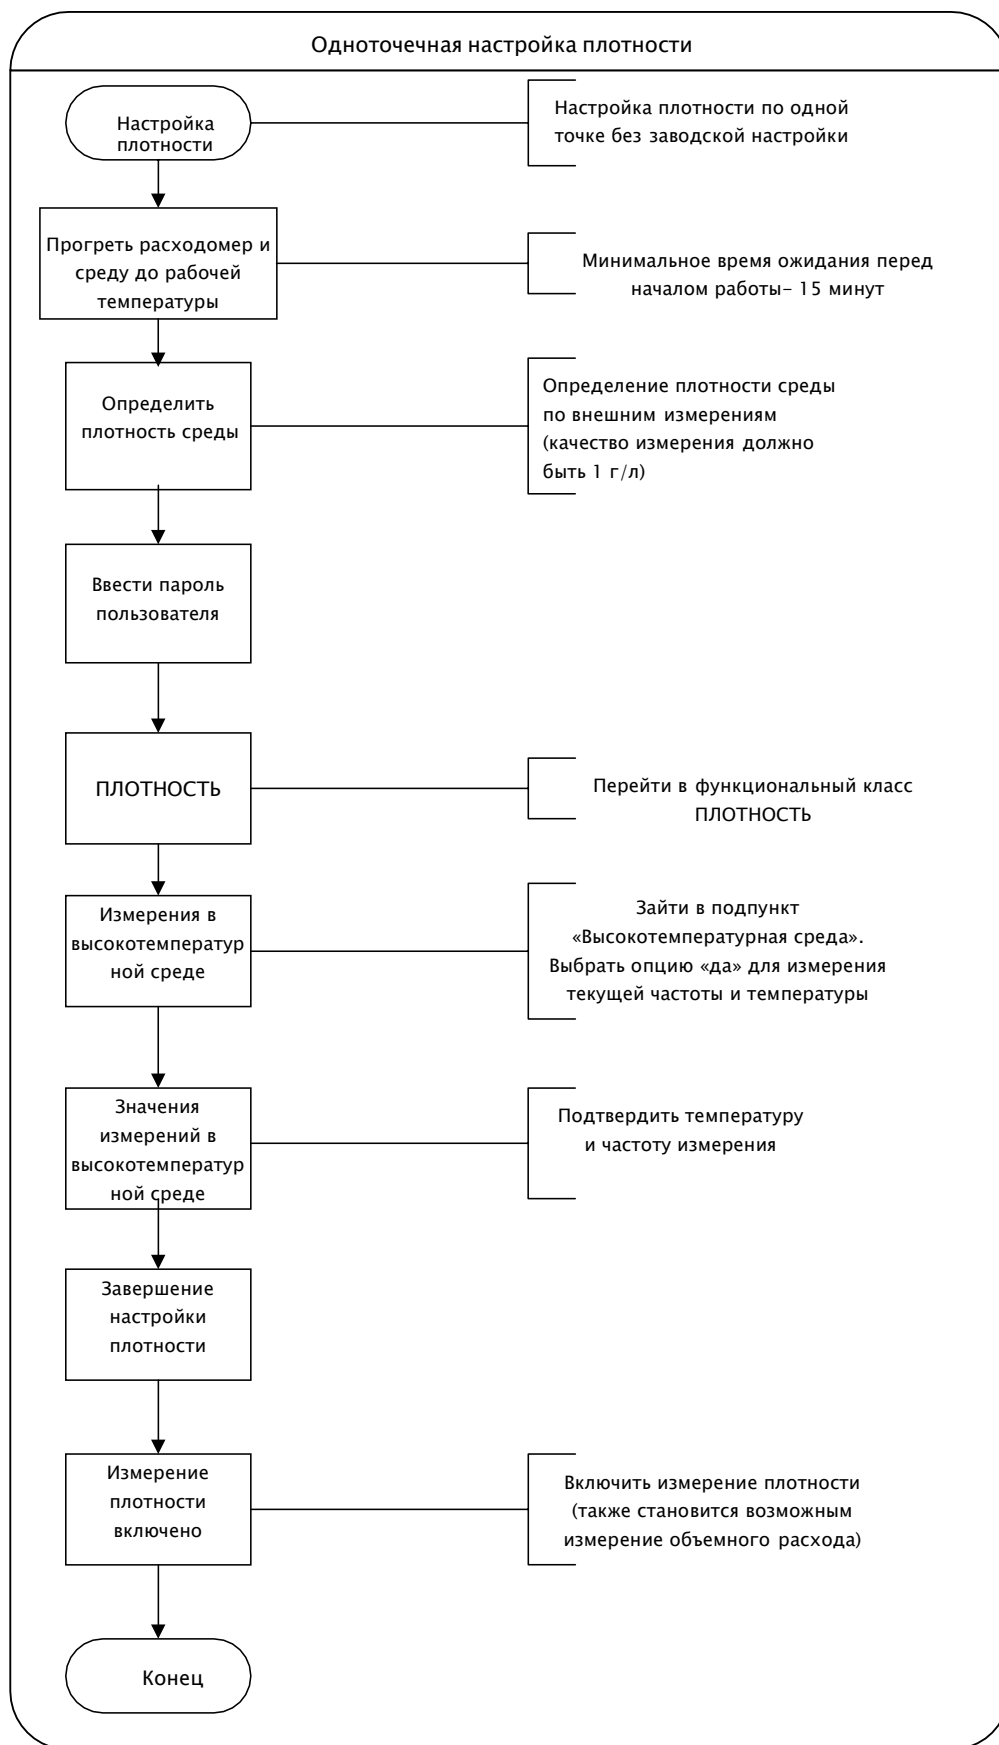 Одноточечная настройка плотности
Настройка
плотности
Настройка плотности по одной
точке без заводской настройки
Прогреть расходомер и
среду до рабочей
температуры
Минимальное время ожидания перед
началом работы– 15 минут
Определить
плотность среды
Определение плотности среды
по внешним измерениям
(качество измерения должно
быть 1 г/л)
Ввести пароль
пользователя
ПЛОТНОСТЬ
Перейти в функциональный класс
ПЛОТНОСТЬ
Измерения в
высокотемператур
ной среде
Зайти в подпункт
«Высокотемпературная среда».
Выбрать опцию «да» для измерения
текущей частоты и температуры
Значения
измерений в
высокотемператур
ной среде
Подтвердить температуру
и частоту измерения
Завершение
настройки
плотности
Измерение
плотности
включено
Включить измерение плотности
(также становится возможным
измерение объемного расхода)
Конец